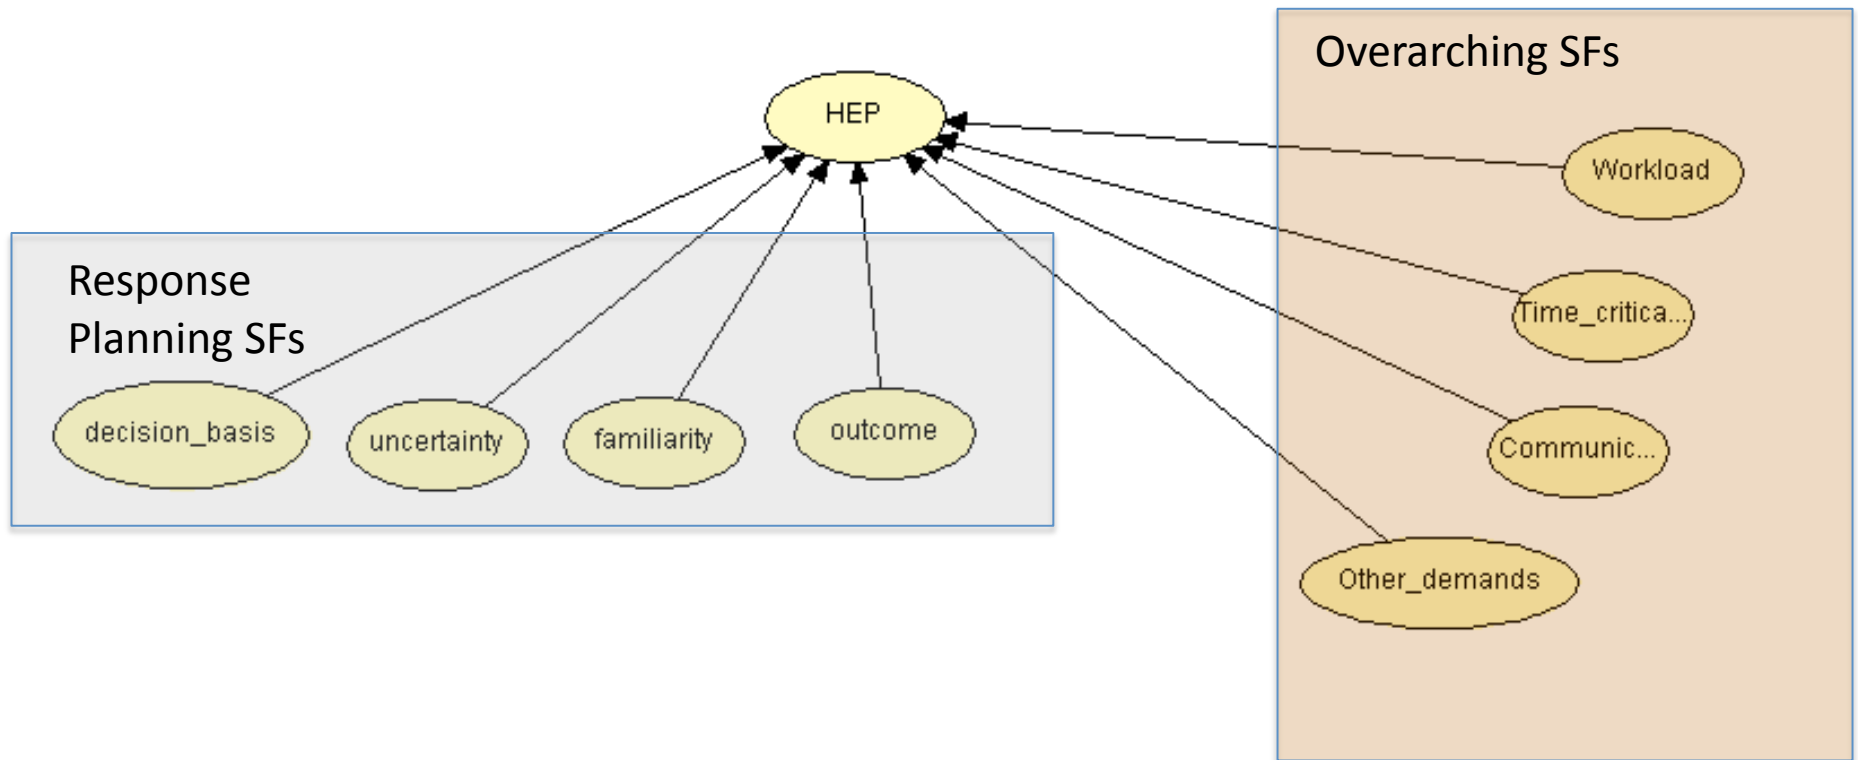 Overarching SFs
HEP
Workload
Response
Planning SFs
Time_critica...
decision_basis
uncertainty
familiarity
outcome
Communic...
Other_demands